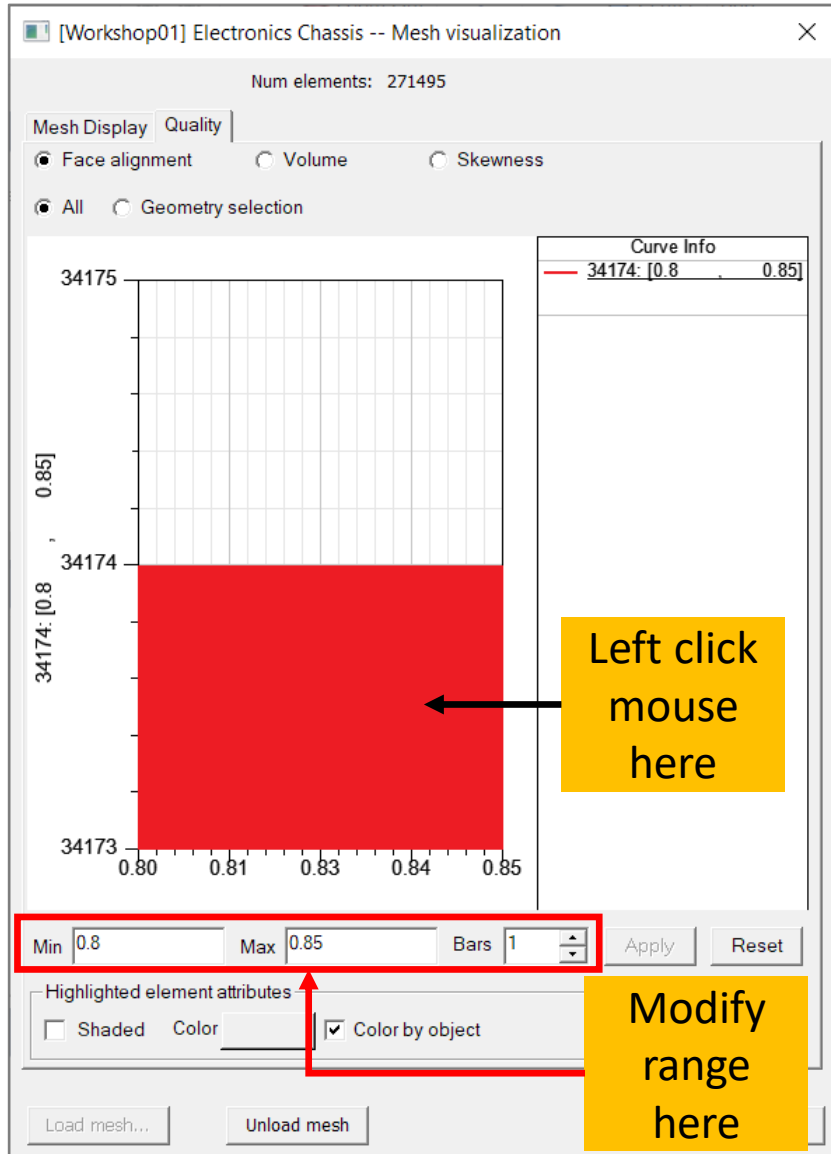 [Workshop01] Electronics Chassis -- Mesh visualization
Num elements: 271495
Mesh Display Quality
Face alignment Volume Skewness
All Geometry selection
Curve Info
34174: [0.8 , 0.85]
34175
34174
34173
34174: [0.8 , 0.85]
0.80 0.81 0.83 0.84 0.85
Left click
mouse
here
Min 0.8 Max 0.85 Bars 1 Apply Reset
Highlighted element attributes
Shaded Color Color by object
Modify
range
here
Load mesh... Unload mesh